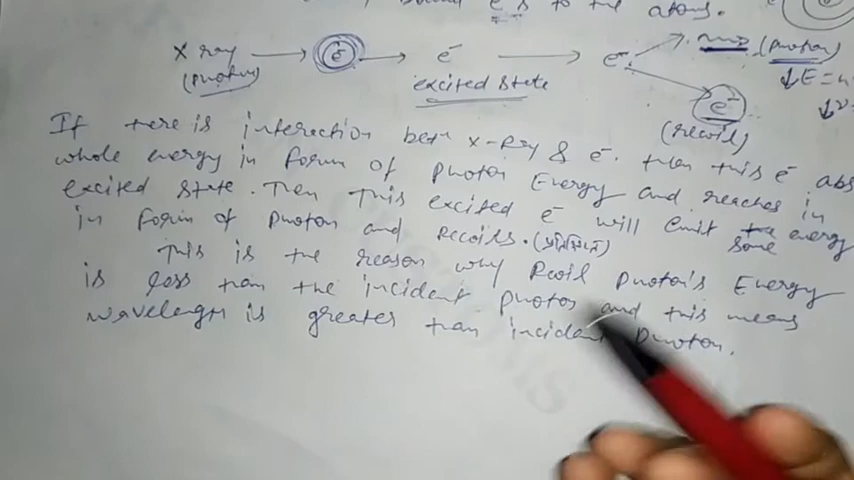 bound e⁻s to the atoms.
X ray → e⁻ → e⁻ → e⁻ (photon)
(photon) excited state ↓E =
e⁻ ↓ν
(recoil)
If there is interaction betn X-Ray & e⁻. then this e⁻ abs
whole energy in form of photon Energy and reaches in
excited state. Then this excited e⁻ will emit some energy
in form of photon and Recoils.
This is the reason why Recoil photon's Energy
is less than the incident photon and this means
wavelength is greater than incident photon.